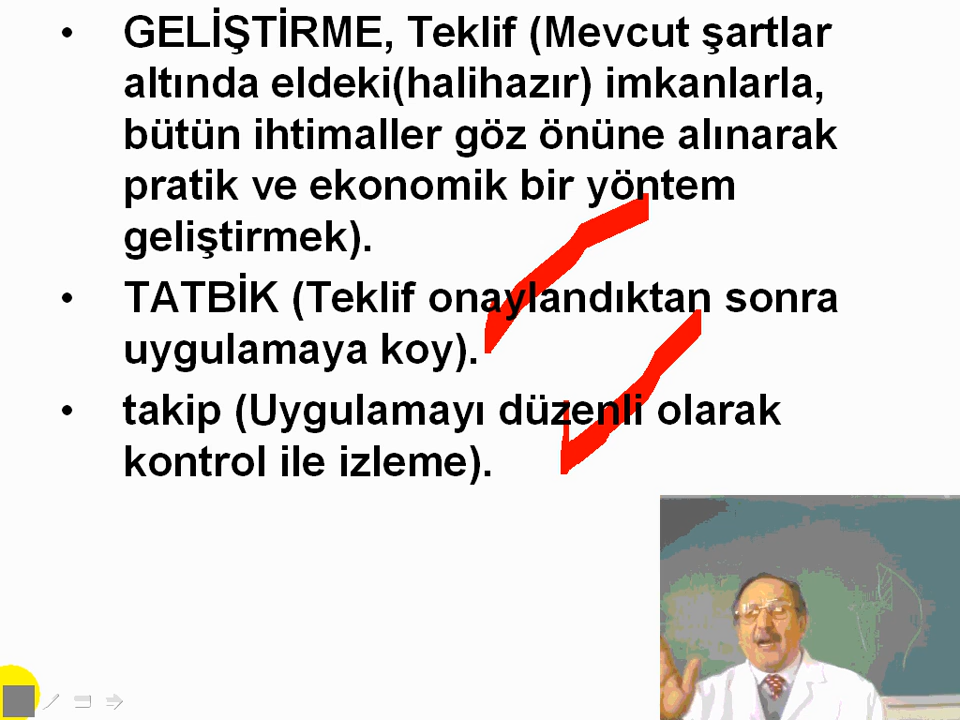 • GELİŞTİRME, Teklif (Mevcut şartlar
altında eldeki(halihazır) imkanlarla,
bütün ihtimaller göz önüne alınarak
pratik ve ekonomik bir yöntem
geliştirmek).
• TATBİK (Teklif onaylandıktan sonra
uygulamaya koy).
• takip (Uygulamayı düzenli olarak
kontrol ile izleme).